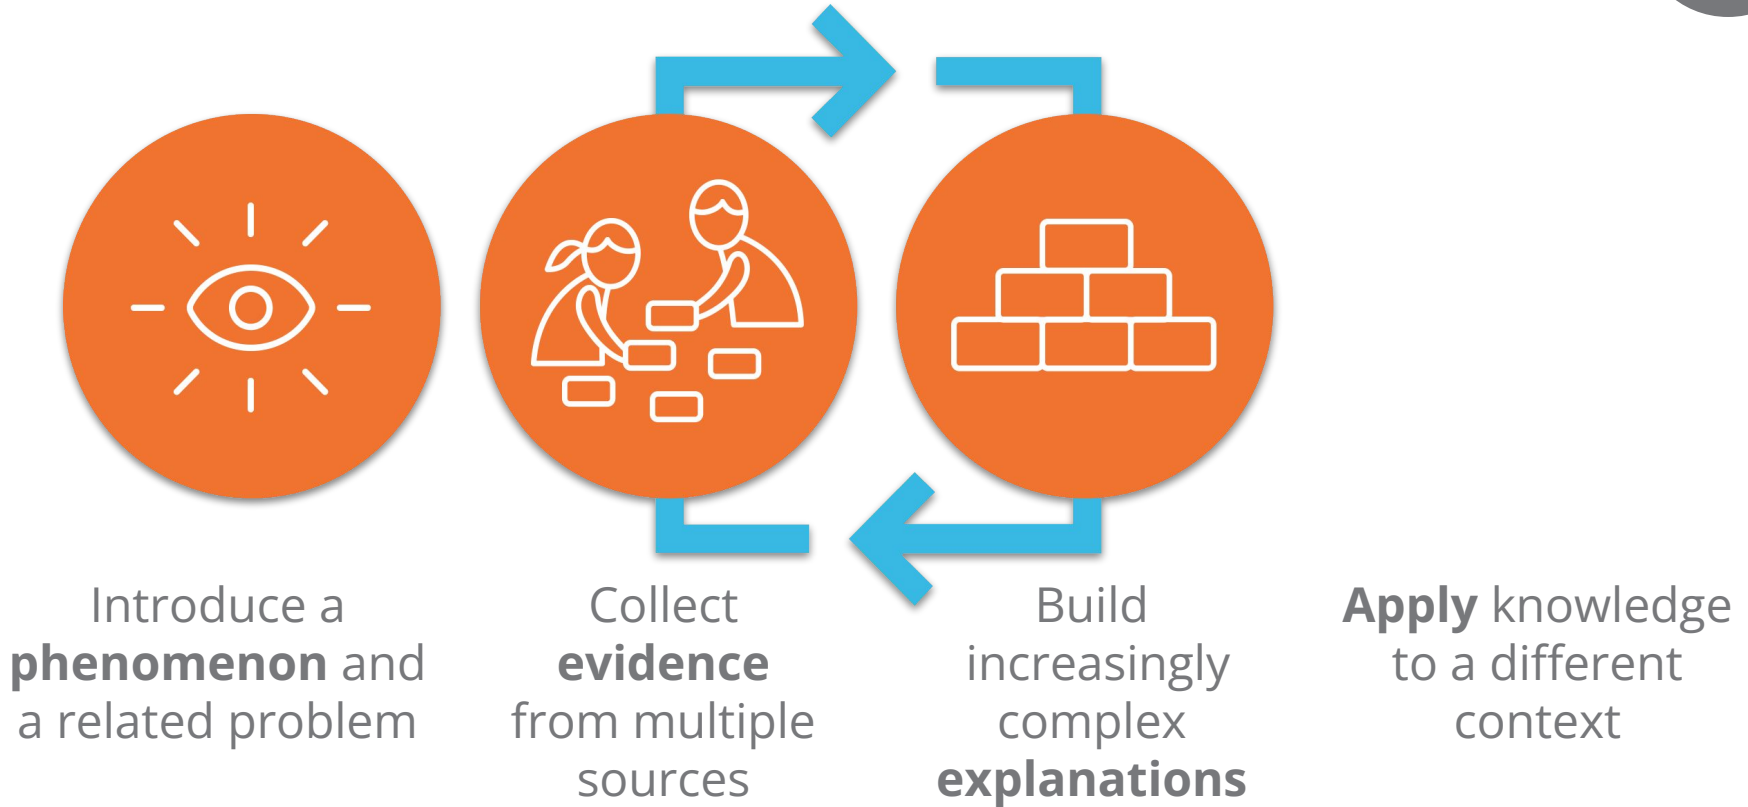 Introduce a
phenomenon and
a related problem
Collect
evidence
from multiple
sources
Build
increasingly
complex
explanations
Apply knowledge
to a different
context